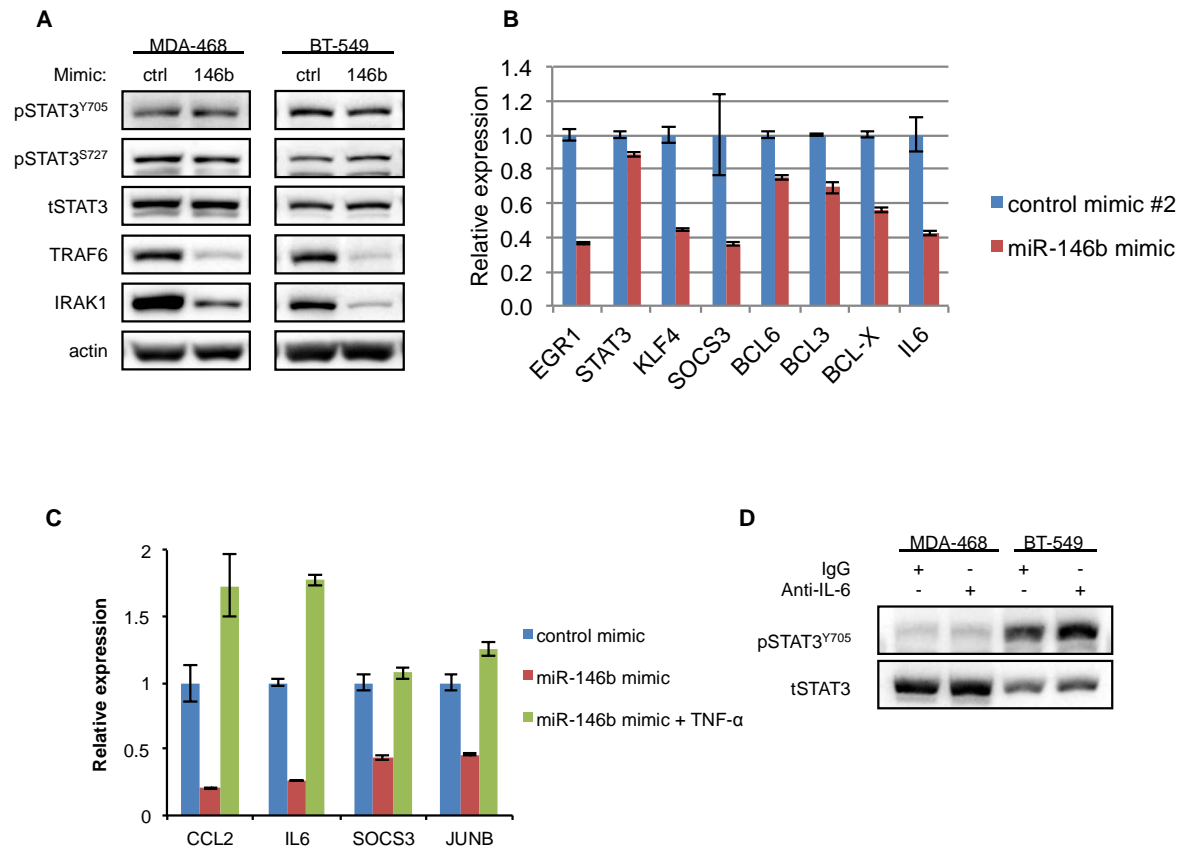 A
MDA-468 BT-549
Mimic: ctrl 146b ctrl 146b
pSTAT3Y705
pSTAT3S727
tSTAT3
TRAF6
IRAK1
actin
B
Relative expression
1.4
1.2
1.0
0.8
0.6
0.4
0.2
0.0
EGR1 STAT3 KLF4 SOCS3 BCL6 BCL3 BCL-X IL6
control mimic #2
miR-146b mimic
C
Relative expression
2
1.5
1
0.5
0
CCL2 IL6 SOCS3 JUNB
control mimic
miR-146b mimic
miR-146b mimic + TNF-α
D
MDA-468 BT-549
IgG + - + -
Anti-IL-6 - + - +
pSTAT3Y705
tSTAT3